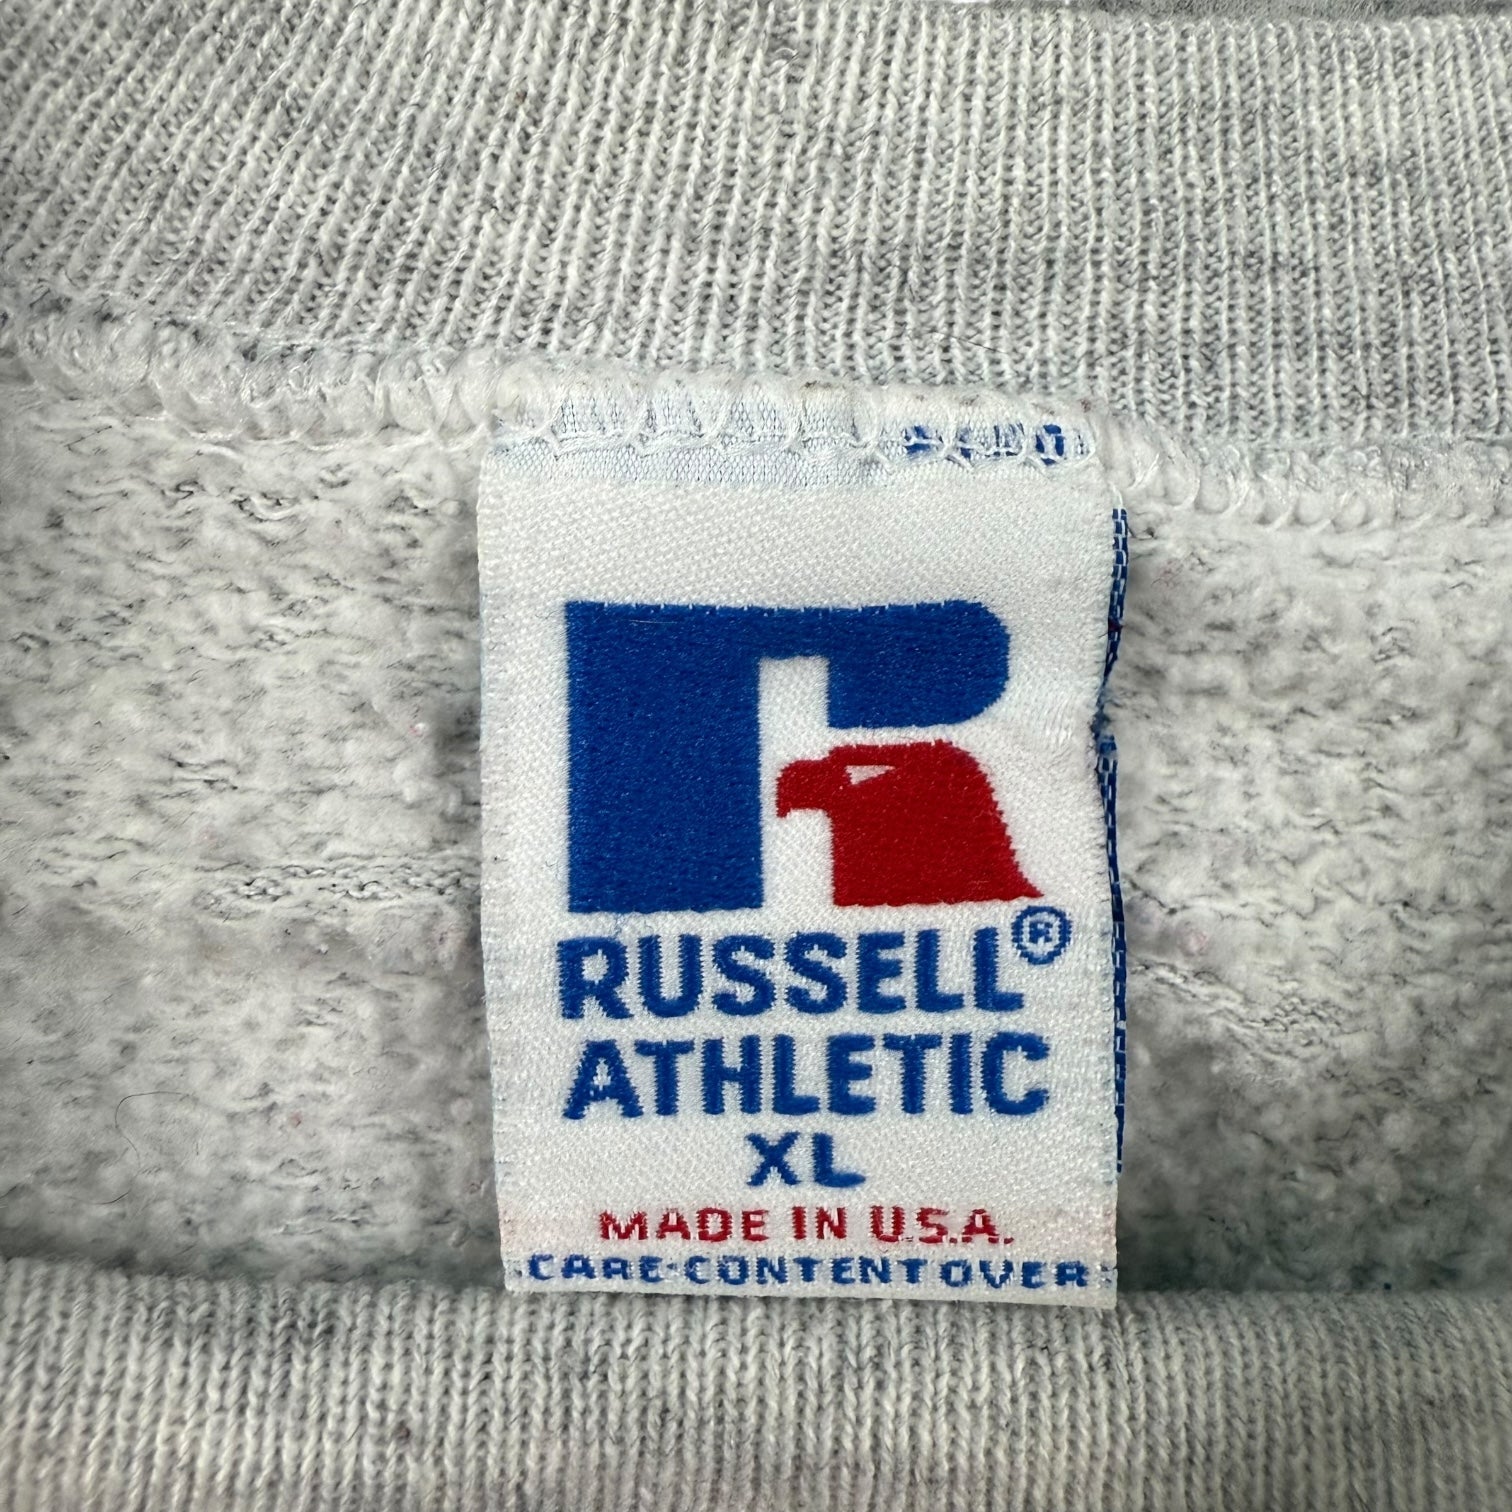 R
RUSSELL®
ATHLETIC
XL
MADE IN U.S.A.
CARE·CONTENT OVER